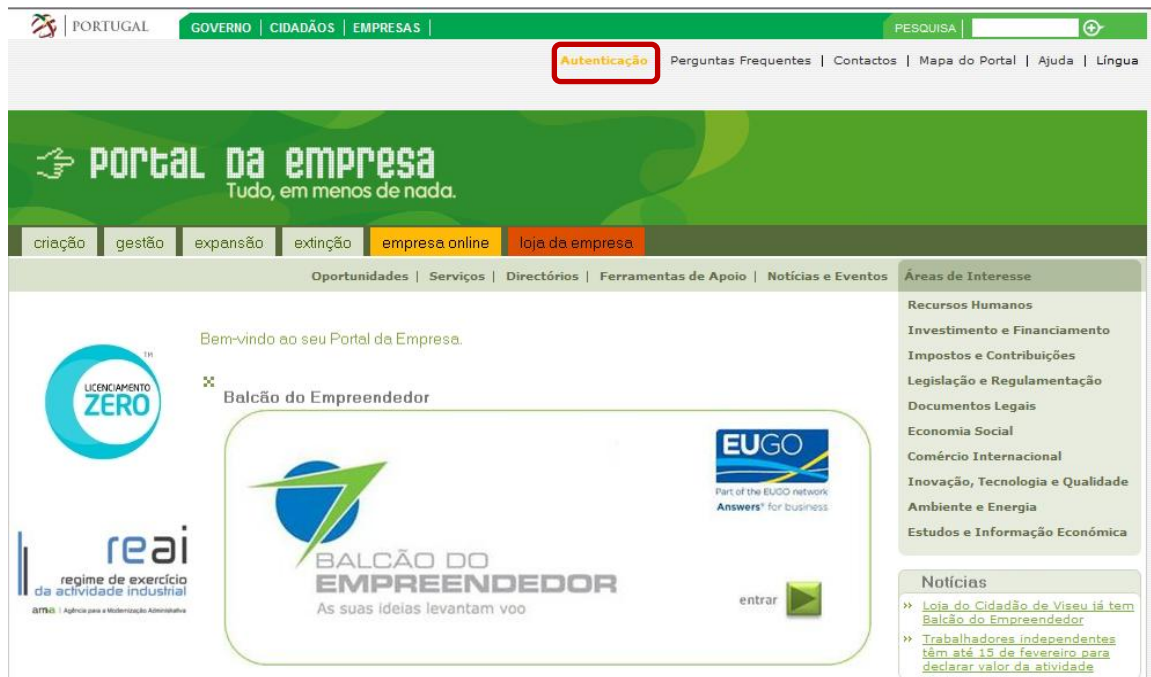 PORTUGAL
GOVERNO | CIDADÃOS | EMPRESAS |
PESQUISA |
Autenticação
Perguntas Frequentes | Contactos | Mapa do Portal | Ajuda | Língua
Portal da empresa
Tudo, em menos de nada.
criação gestão expansão extinção empresa online loja da empresa
Oportunidades | Serviços | Directórios | Ferramentas de Apoio | Notícias e Eventos
Áreas de Interesse
Recursos Humanos
Investimento e Financiamento
Impostos e Contribuições
Legislação e Regulamentação
Documentos Legais
Economia Social
Comércio Internacional
Inovação, Tecnologia e Qualidade
Ambiente e Energia
Estudos e Informação Económica
Bem-vindo ao seu Portal da Empresa.
TM
LICENCIAMENTO
ZERO
Balcão do Empreendedor
EUGO
Part of the EUGO network
Answers* for business
BALCÃO DO
EMPREENDEDOR
As suas ideias levantam voo
entrar
reai
regime de exercício
da actividade industrial
ama | Agência para a Modernização Administrativa
Notícias
» Loja do Cidadão de Viseu já tem
Balcão do Empreendedor
» Trabalhadores independentes
têm até 15 de fevereiro para
declarar valor da atividade